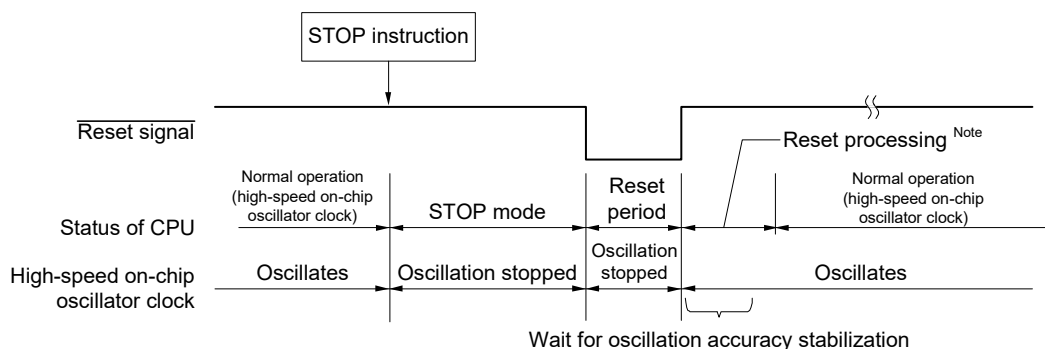 STOP instruction
Reset signal
Reset processing Note
Status of CPU
Normal operation
(high-speed on-chip
oscillator clock)
STOP mode
Reset
period
Normal operation
(high-speed on-chip
oscillator clock)
High-speed on-chip
oscillator clock
Oscillates
Oscillation stopped
Oscillation
stopped
Oscillates
Wait for oscillation accuracy stabilization